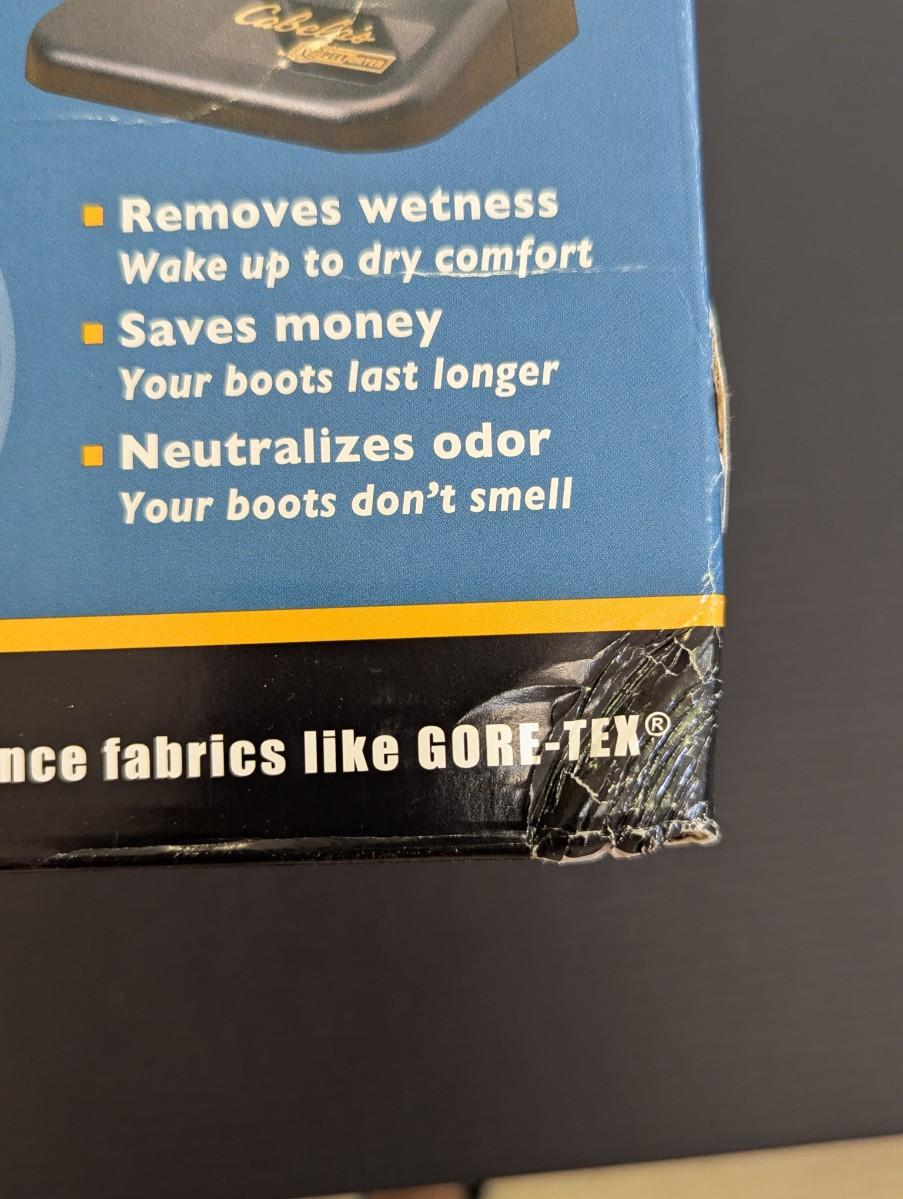 Cabela's
Removes wetness
Wake up to dry comfort
Saves money
Your boots last longer
Neutralizes odor
Your boots don't smell
fabrics like GORE-TEX®